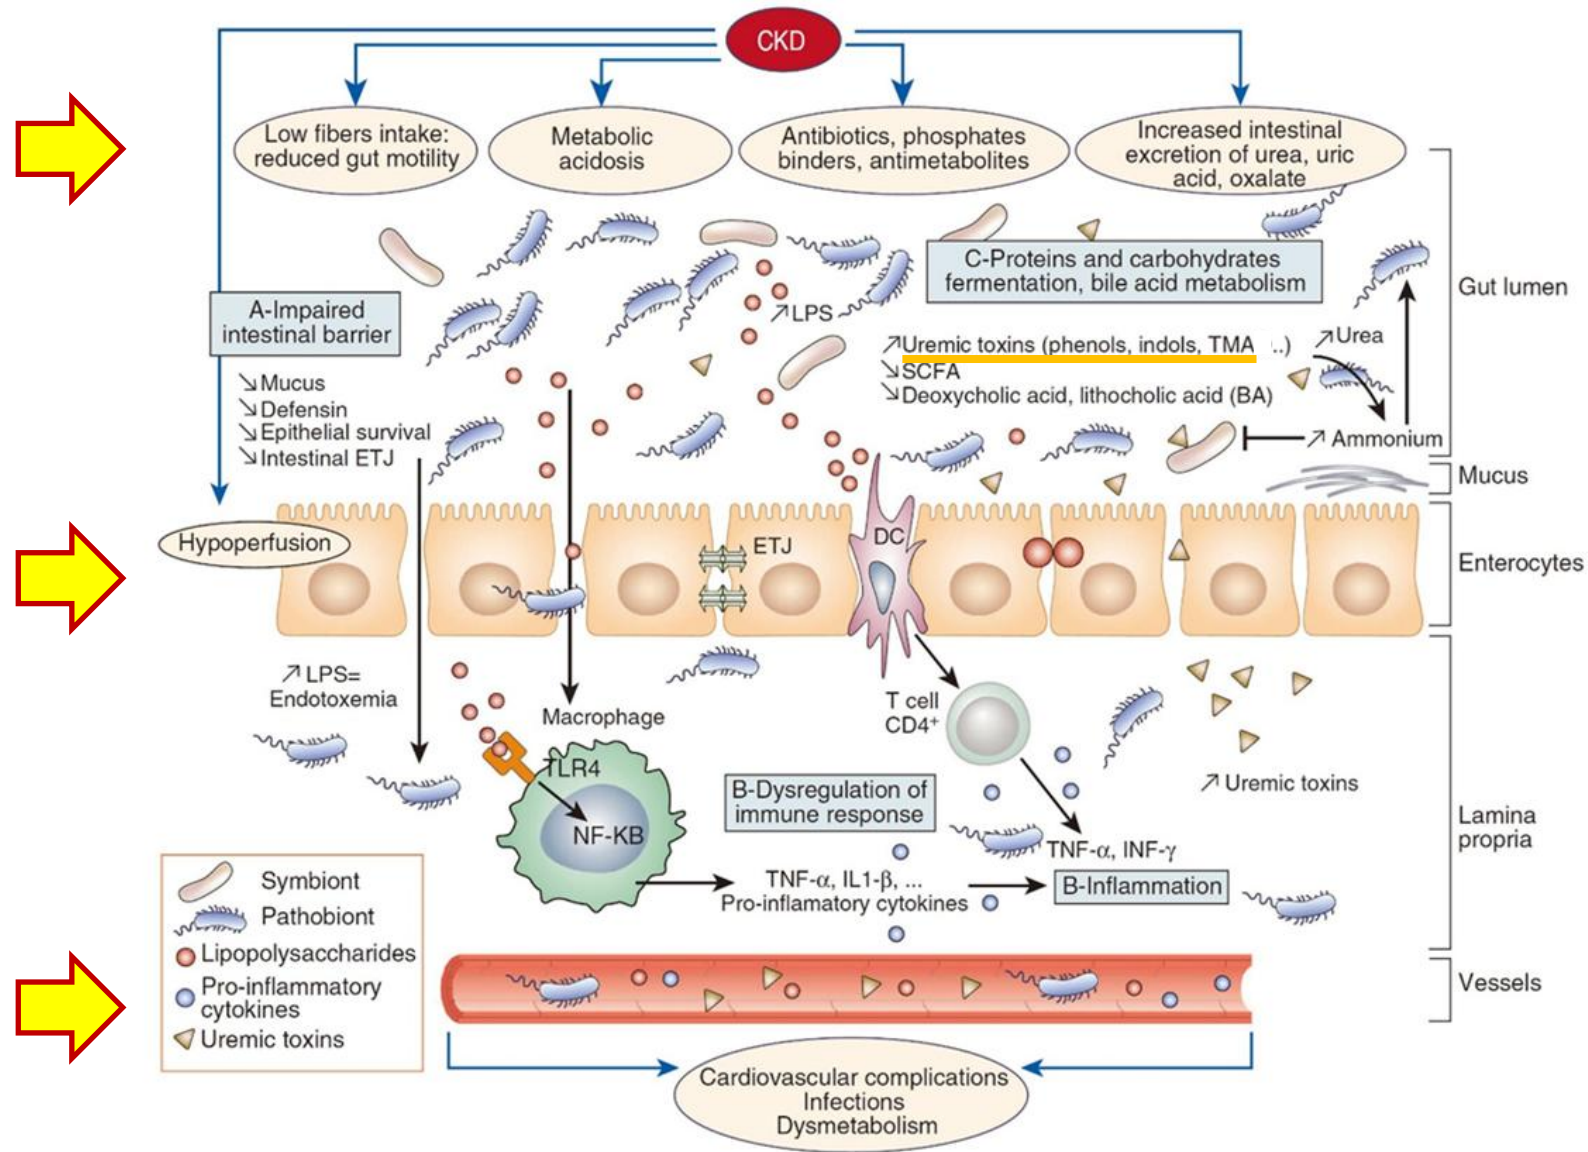 CKD
Low fibers intake:
reduced gut motility
Metabolic
acidosis
Antibiotics, phosphates
binders, antimetabolites
Increased intestinal
excretion of urea, uric
acid, oxalate
C-Proteins and carbohydrates
fermentation, bile acid metabolism
Gut lumen
A-Impaired
intestinal barrier
↗LPS
↗Uremic toxins (phenols, indols, TMA ..)
↘SCFA
↘Deoxycholic acid, lithocholic acid (BA)
↗Urea
↘Mucus
↘Defensin
↘Epithelial survival
↘Intestinal ETJ
↗ Ammonium
Mucus
Hypoperfusion
ETJ
DC
Enterocytes
↗ LPS=
Endotoxemia
Macrophage
T cell
CD4+
TLR4
NF-KB
B-Dysregulation of
immune response
↗ Uremic toxins
Lamina
propria
TNF-α, INF-γ
TNF-α, IL1-β, ...
Pro-inflamatory cytokines
B-Inflammation
Symbiont
Pathobiont
Lipopolysaccharides
Pro-inflammatory
cytokines
Uremic toxins
Vessels
Cardiovascular complications
Infections
Dysmetabolism